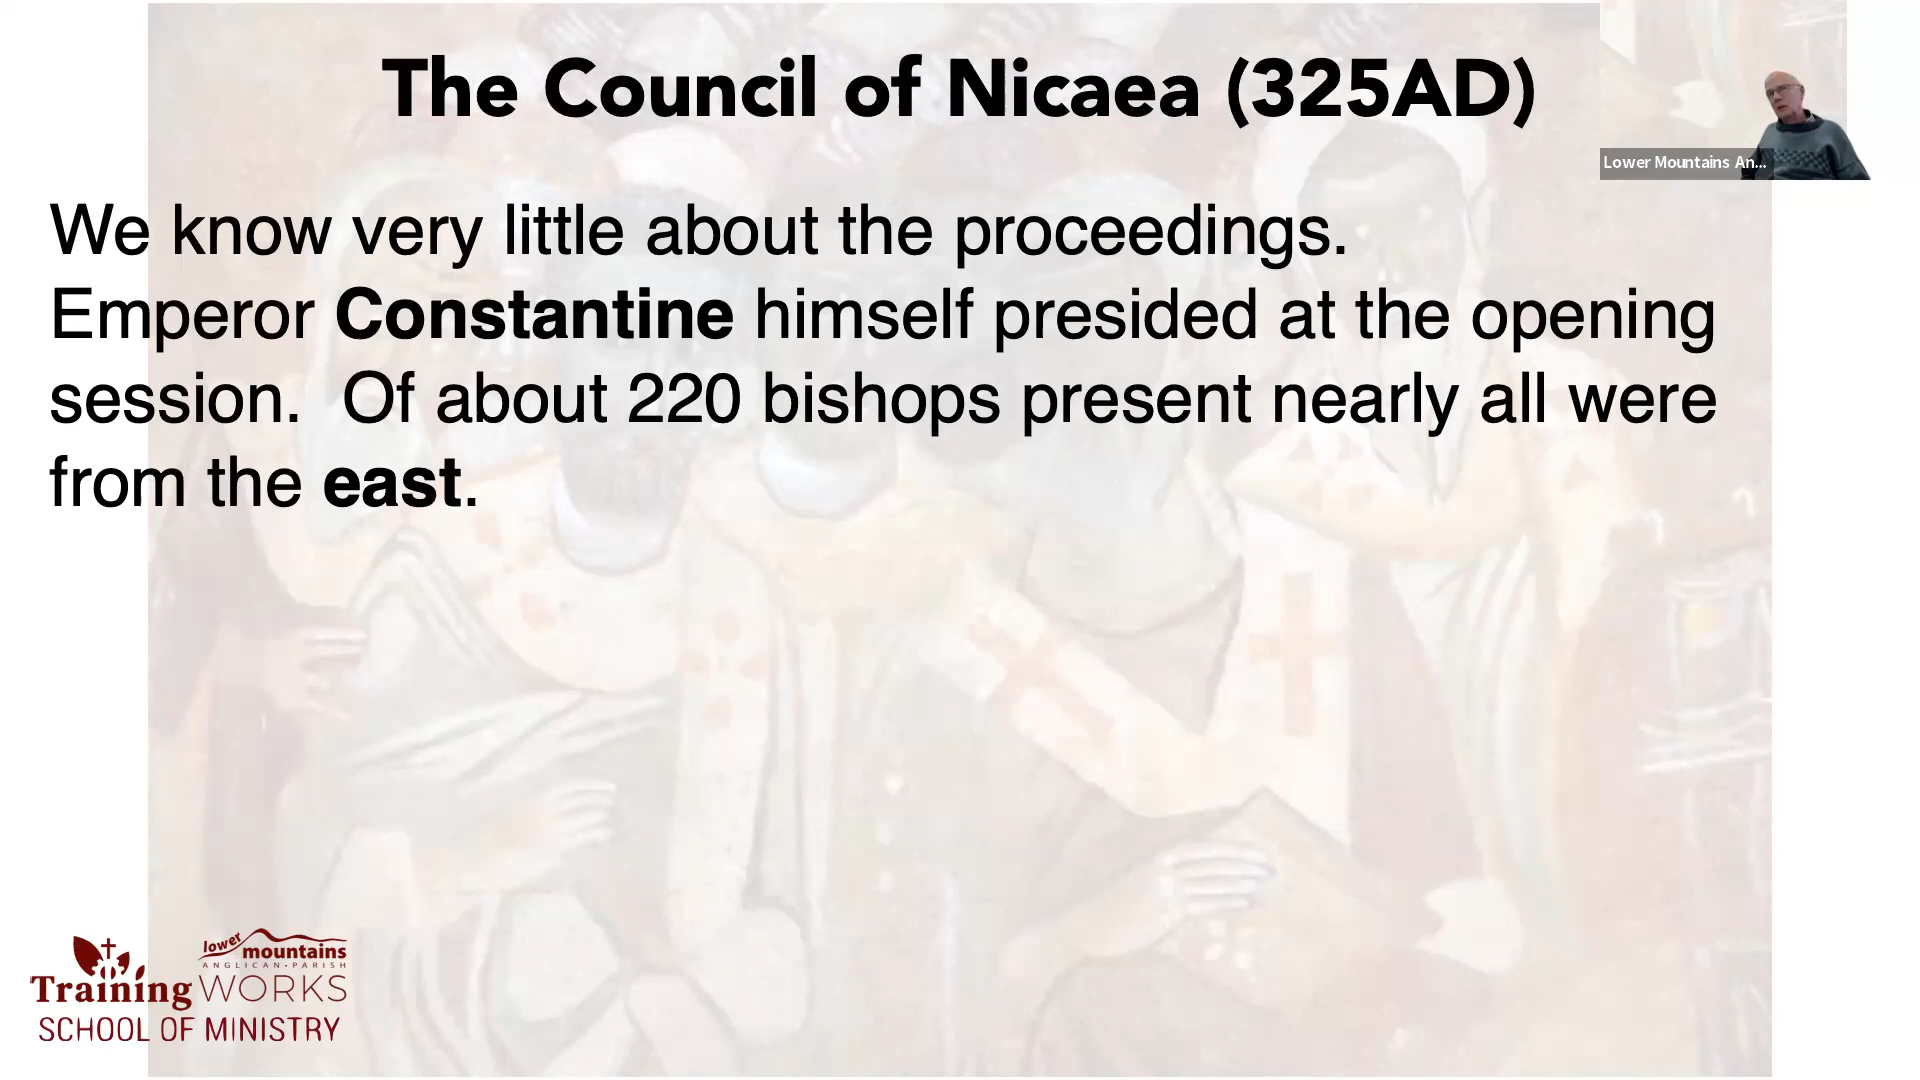 The Council of Nicaea (325AD)
Lower Mountains An...
We know very little about the proceedings.
Emperor Constantine himself presided at the opening
session.  Of about 220 bishops present nearly all were
from the east.
lower
mountains
ANGLICAN • PARISH
Training WORKS
SCHOOL OF MINISTRY